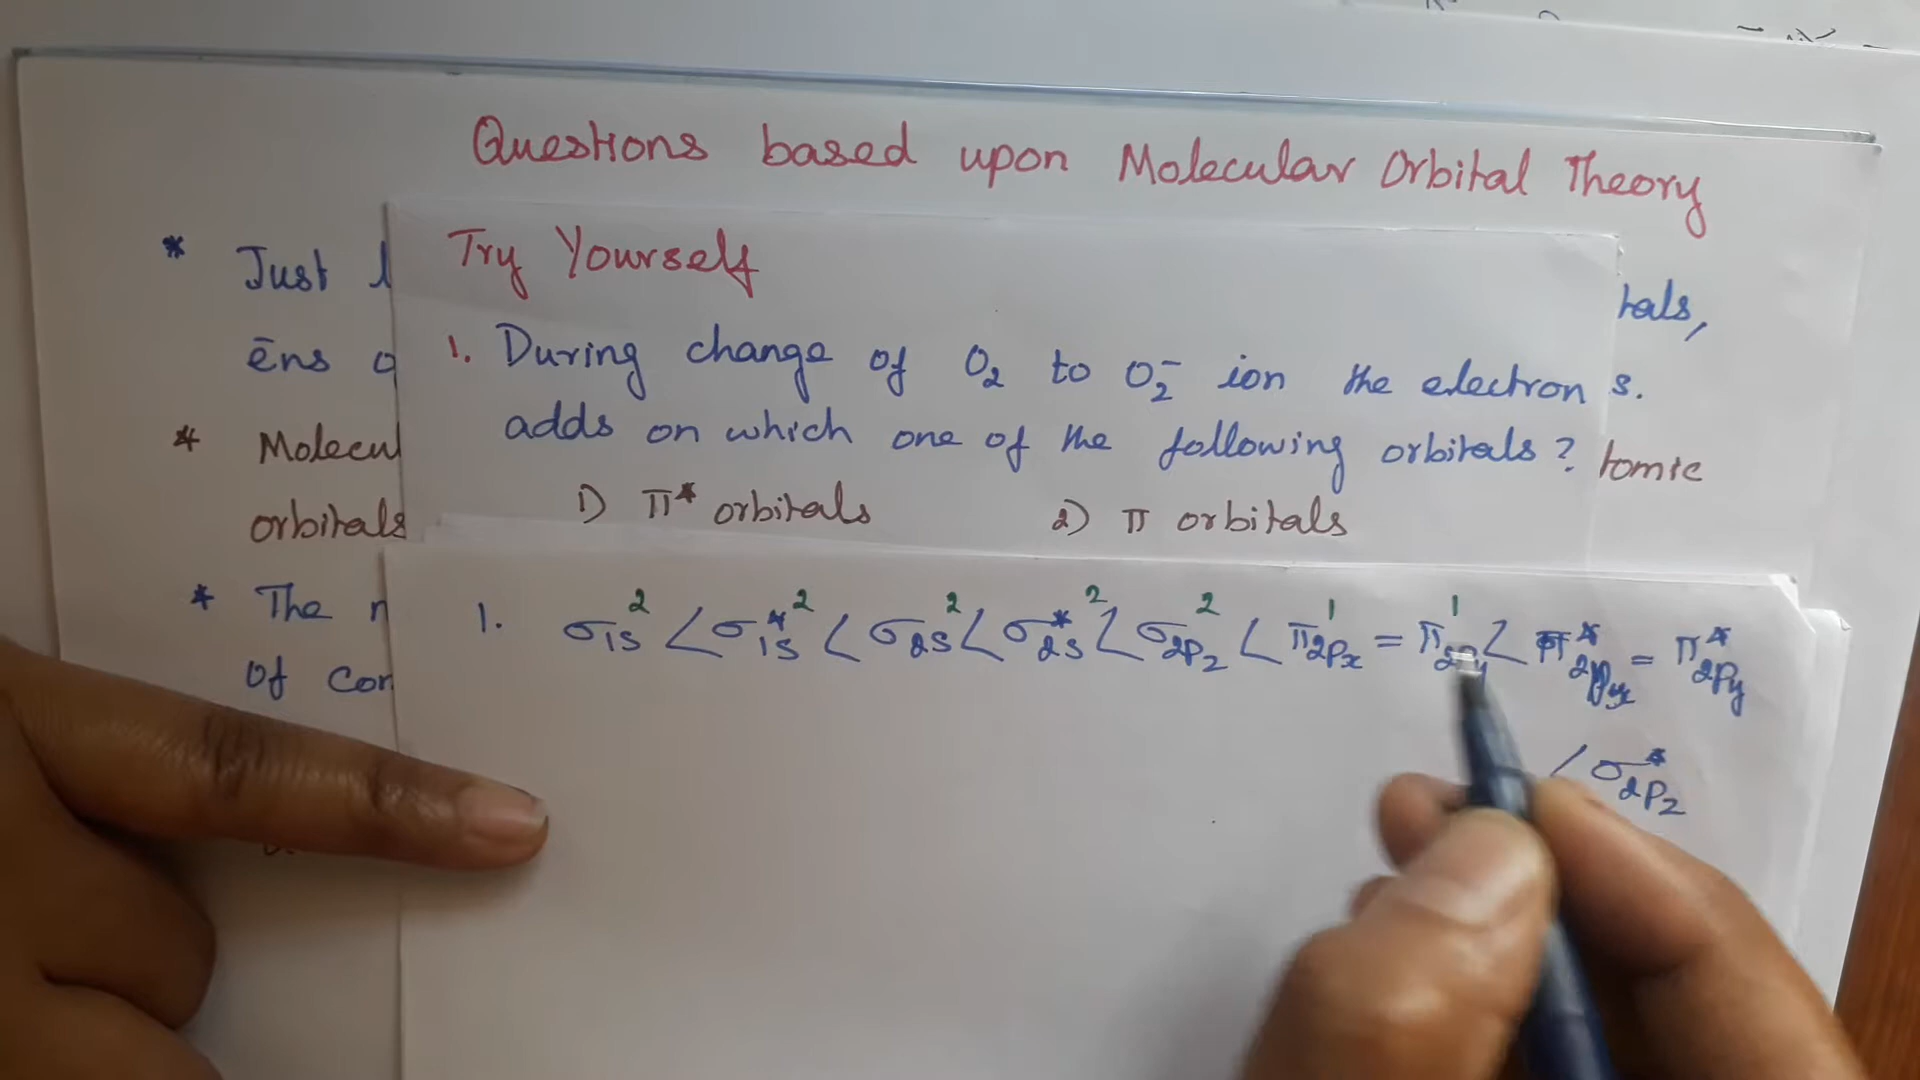 Questions based upon Molecular Orbital Theory
Try Yourself
* Just
tals,
ēns
1. During change of O₂ to O₂⁻ ion the electron s.
adds on which one of the following orbitals? tomic
* Molecul
orbitals
1) π* orbitals 2) π orbitals
* The
of con
1. σ1s² < σ*1s² < σ2s² < σ*2s² < σ2pz² < π2px¹ = π2py¹ < π*2px = π*2py
< σ*2pz